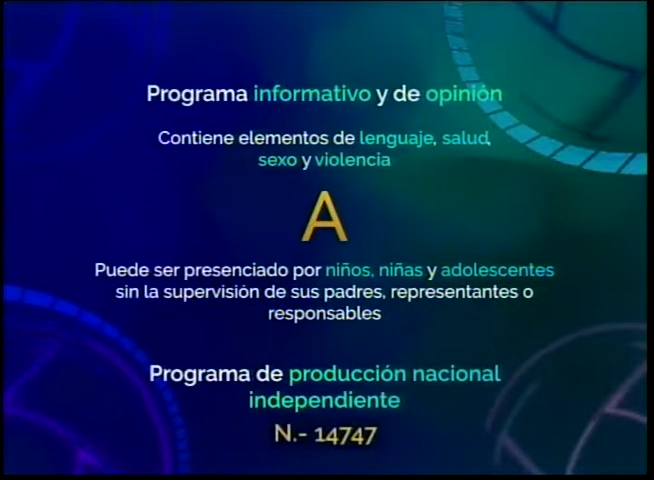 Programa informativo y de opinión
Contiene elementos de lenguaje, salud,
sexo y violencia
A
Puede ser presenciado por niños, niñas y adolescentes
sin la supervisión de sus padres, representantes o
responsables
Programa de producción nacional
independiente
N.- 14747